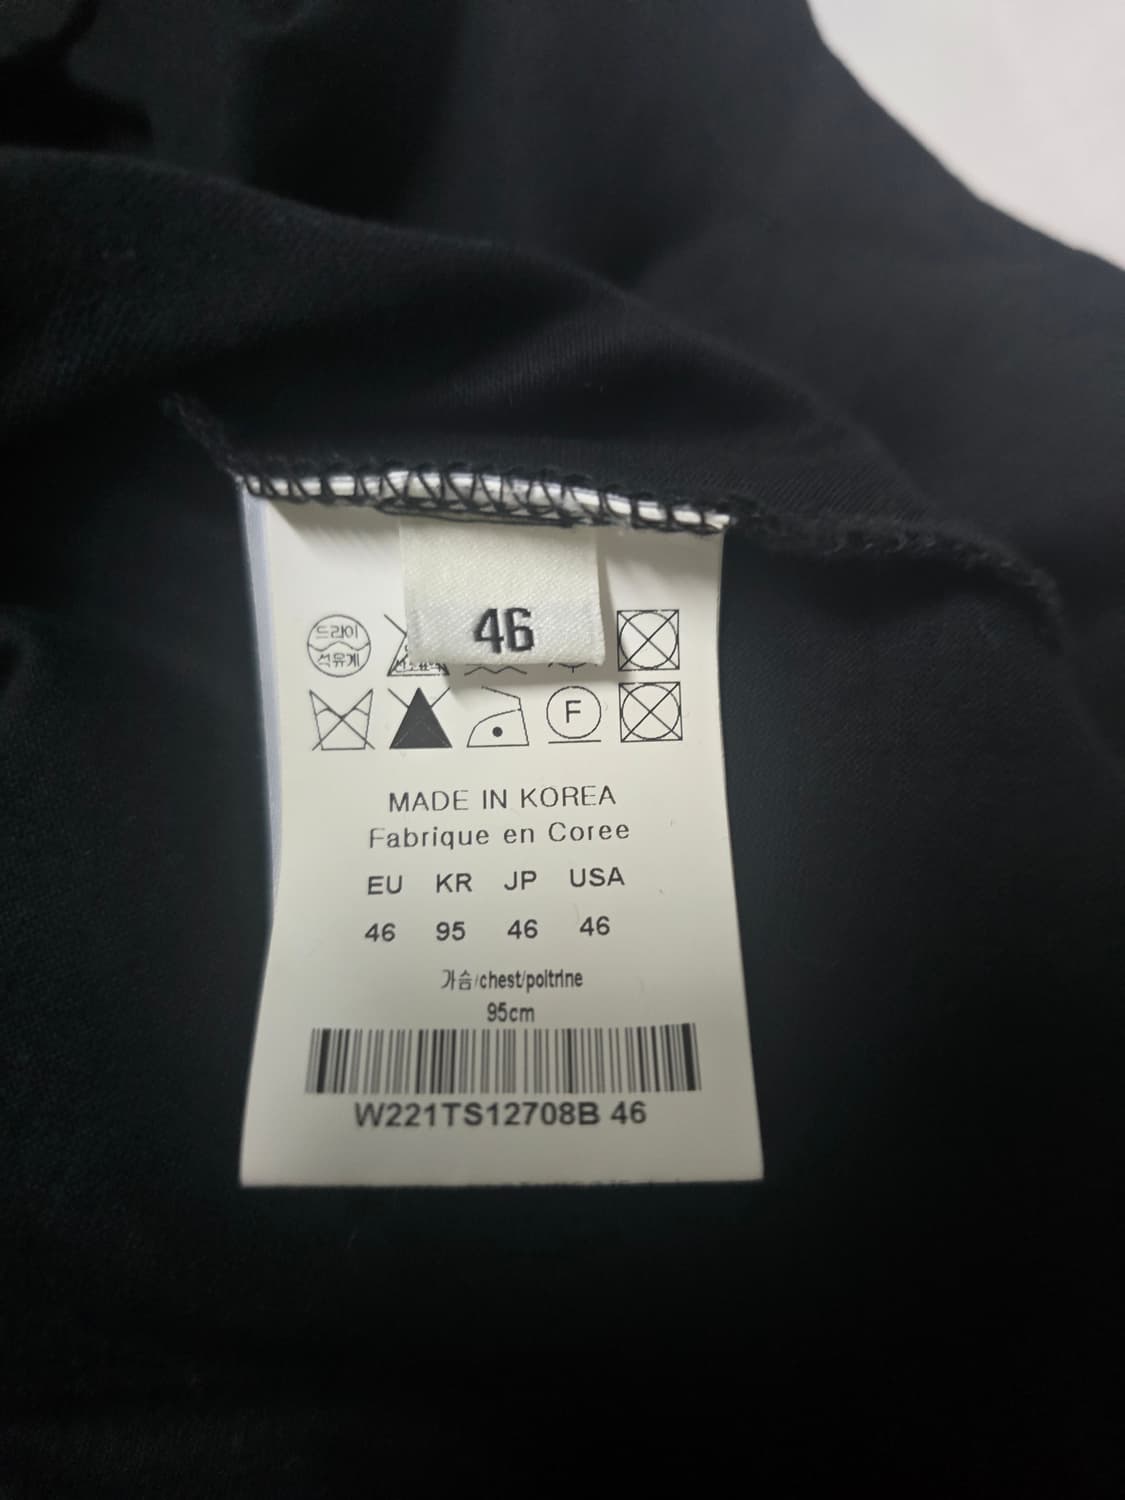 46
드라이
석유계
F
MADE IN KOREA
Fabrique en Coree
EU KR JP USA
46 95 46 46
가슴/chest/poltrine
95cm
W221TS12708B 46